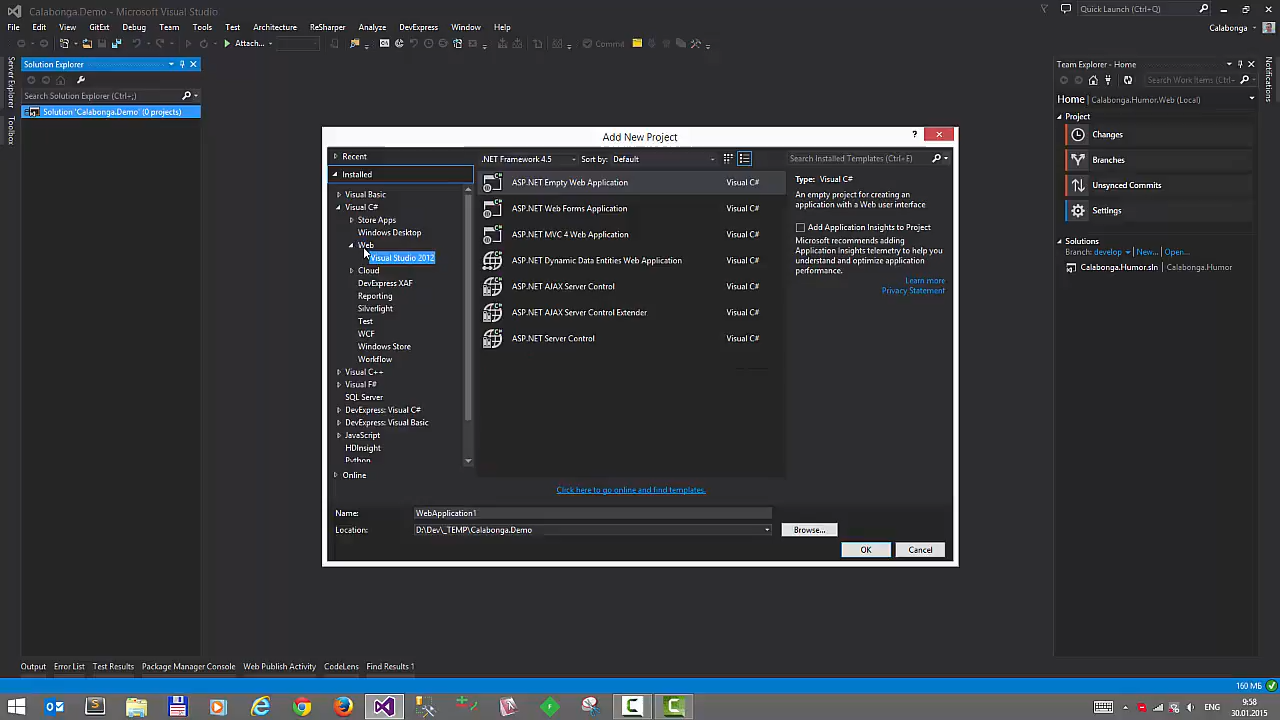 Calabonga.Demo - Microsoft Visual Studio
Quick Launch (Ctrl+Q)
File Edit View GitExt Debug Team Tools Test Architecture ReSharper Analyze DevExpress Window Help
Calabonga
Attach...
Commit
Solution Explorer
Search Solution Explorer (Ctrl+;)
Solution 'Calabonga.Demo' (0 projects)
Server Explorer
Toolbox
Add New Project
?
Recent
.NET Framework 4.5
Sort by: Default
Search Installed Templates (Ctrl+E)
Installed
Visual Basic
Visual C#
Store Apps
Windows Desktop
Web
Visual Studio 2012
Cloud
DevExpress XAF
Reporting
Silverlight
Test
WCF
Windows Store
Workflow
Visual C++
Visual F#
SQL Server
DevExpress: Visual C#
DevExpress: Visual Basic
JavaScript
HDInsight
Python
Online
ASP.NET Empty Web Application Visual C#
ASP.NET Web Forms Application Visual C#
ASP.NET MVC 4 Web Application Visual C#
ASP.NET Dynamic Data Entities Web Application Visual C#
ASP.NET AJAX Server Control Visual C#
ASP.NET AJAX Server Control Extender Visual C#
ASP.NET Server Control Visual C#
Click here to go online and find templates.
Type: Visual C#
An empty project for creating an
application with a Web user interface
Add Application Insights to Project
Microsoft recommends adding
Application Insights telemetry to help you
understand and optimize application
performance.
Learn more
Privacy Statement
Name: WebApplication1
Location: D:\Dev\_TEMP\Calabonga.Demo
Browse...
OK
Cancel
Team Explorer - Home
Search Work Items (Ctrl+
Home | Calabonga.Humor.Web (Local)
Project
Changes
Branches
Unsynced Commits
Settings
Solutions
Branch: develop New... Open...
Calabonga.Humor.sln Calabonga.Humor
Notifications
Output Error List Test Results Package Manager Console Web Publish Activity CodeLens Find Results 1
160 МБ
ENG
9:58
30.01.2015